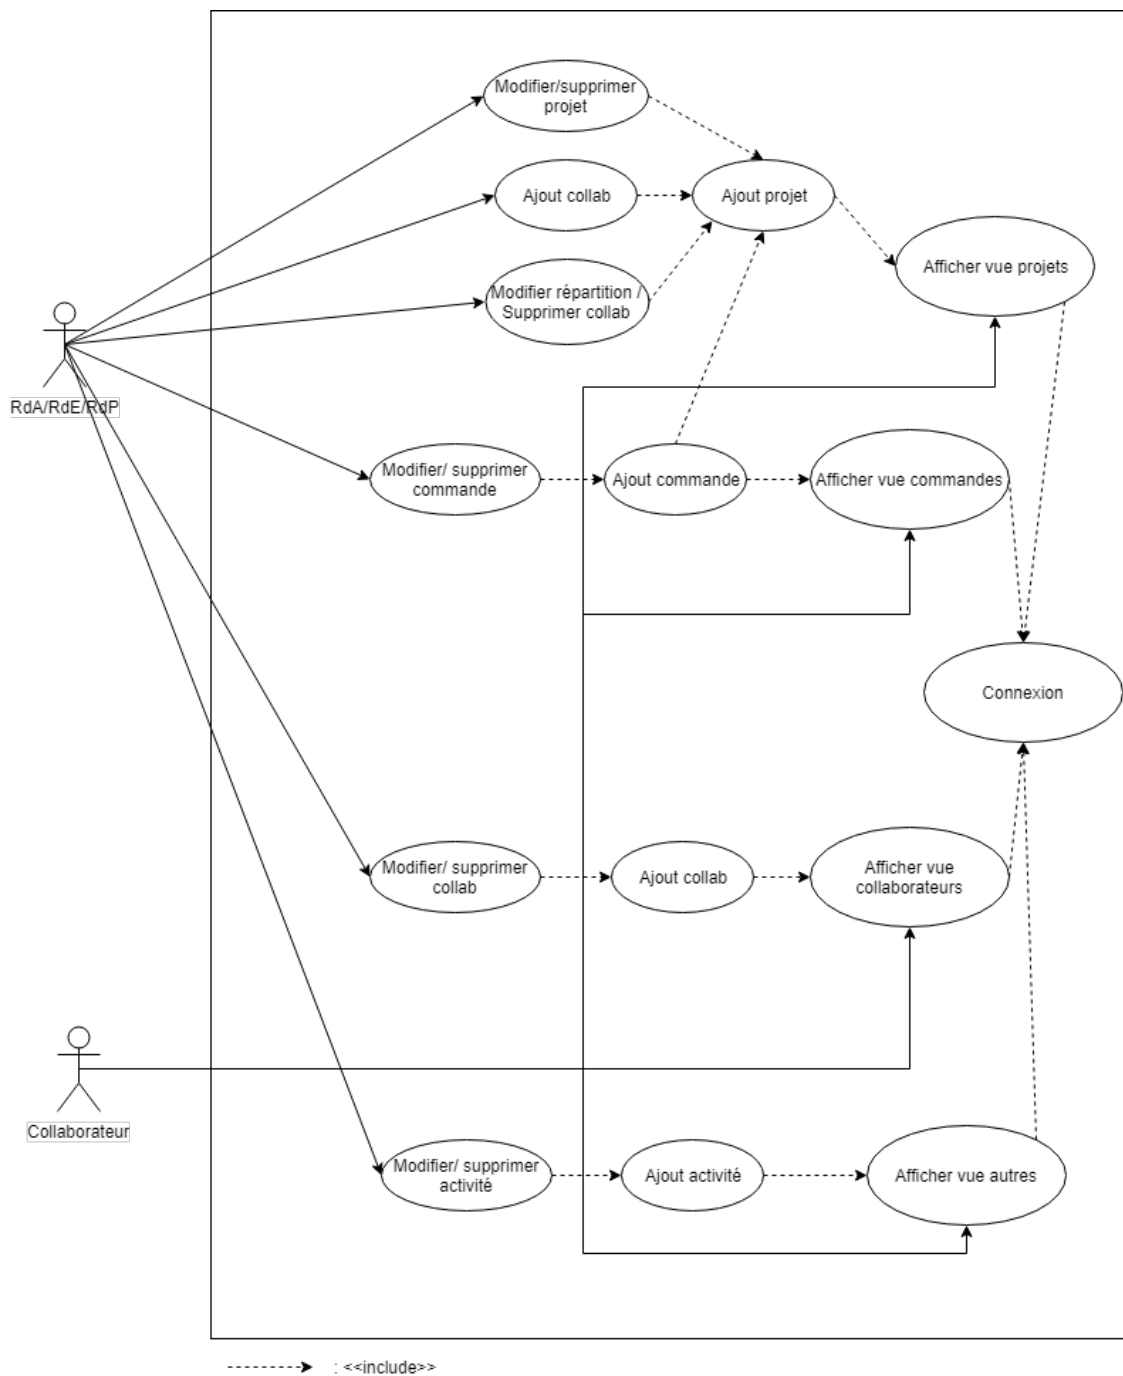 Modifier/supprimer
projet
Ajout collab
Ajout projet
Afficher vue projets
Modifier répartition /
Supprimer collab
RdA/RdE/RdP
Modifier/ supprimer
commande
Ajout commande
Afficher vue commandes
Connexion
Modifier/ supprimer
collab
Ajout collab
Afficher vue
collaborateurs
Collaborateur
Modifier/ supprimer
activité
Ajout activité
Afficher vue autres
: <<include>>